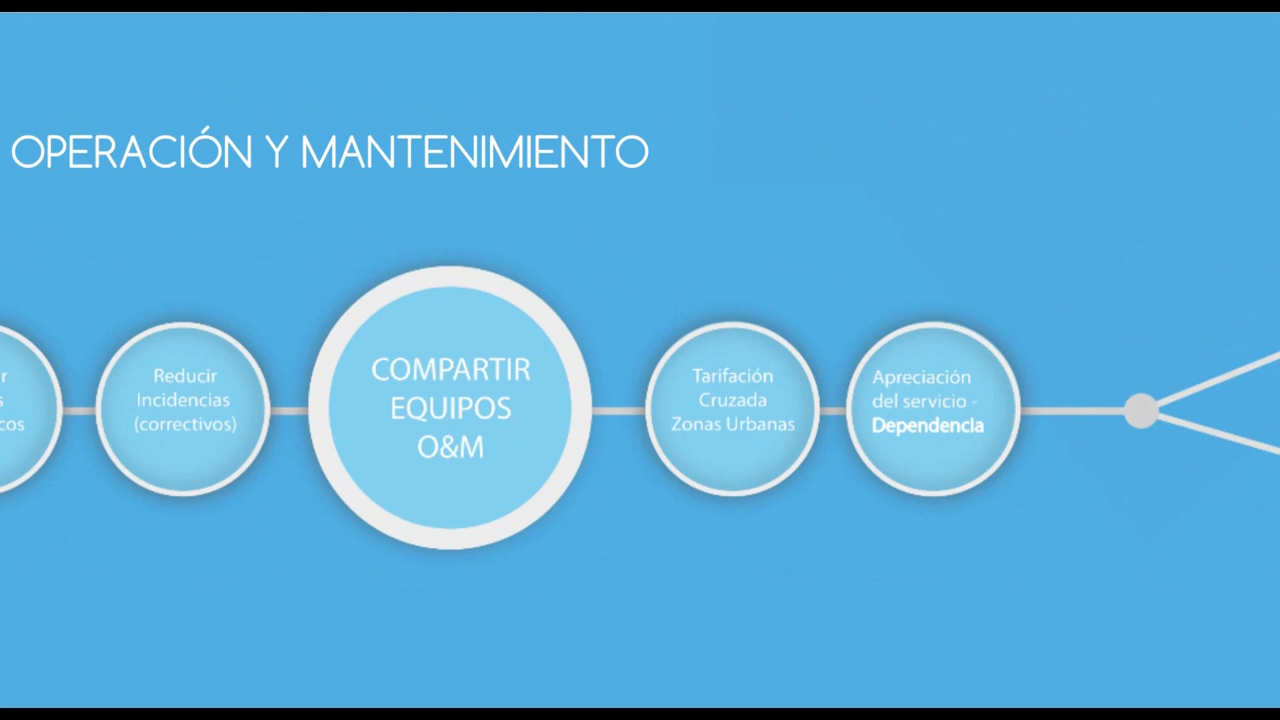 OPERACIÓN Y MANTENIMIENTO
Reducir
Incidencias
(correctivos)
COMPARTIR
EQUIPOS
O&M
Tarifación
Cruzada
Zonas Urbanas
Apreciación
del servicio -
Dependencia